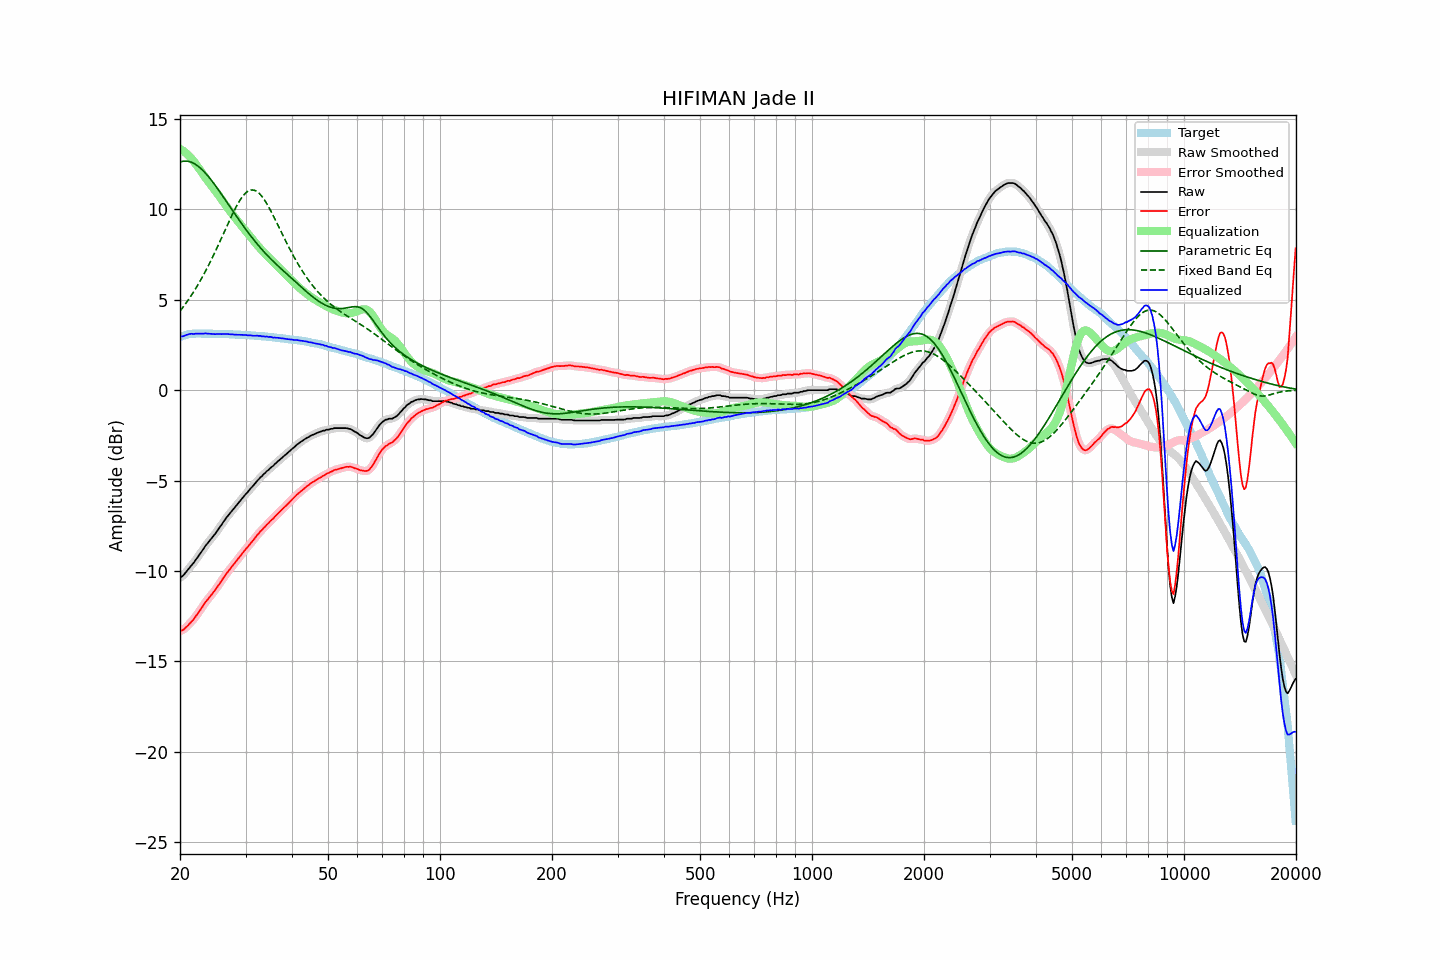 HIFIMAN Jade II
15
10
5
0
−5
−10
−15
−20
−25
Amplitude (dBr)
Target
Raw Smoothed
Error Smoothed
Raw
Error
Equalization
Parametric Eq
Fixed Band Eq
Equalized
20
50
100
200
500
1000
2000
5000
10000
20000
Frequency (Hz)